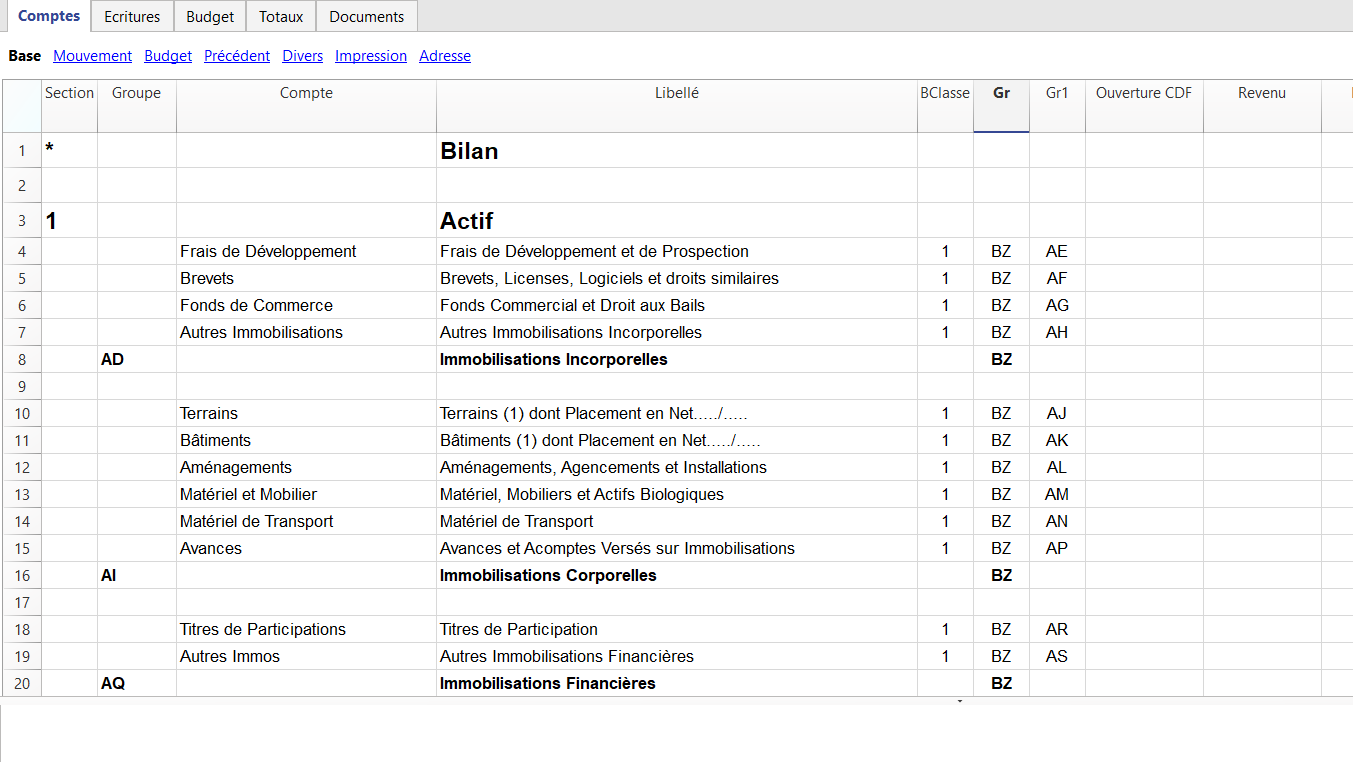 Comptes Ecritures Budget Totaux Documents
Base Mouvement Budget Précédent Divers Impression Adresse
Section Groupe Compte Libellé BClasse Gr Gr1 Ouverture CDF Revenu
1 * Bilan
2
3 1 Actif
4 Frais de Développement Frais de Développement et de Prospection 1 BZ AE
5 Brevets Brevets, Licenses, Logiciels et droits similaires 1 BZ AF
6 Fonds de Commerce Fonds Commercial et Droit aux Bails 1 BZ AG
7 Autres Immobilisations Autres Immobilisations Incorporelles 1 BZ AH
8 AD Immobilisations Incorporelles BZ
9
10 Terrains Terrains (1) dont Placement en Net...../..... 1 BZ AJ
11 Bâtiments Bâtiments (1) dont Placement en Net...../..... 1 BZ AK
12 Aménagements Aménagements, Agencements et Installations 1 BZ AL
13 Matériel et Mobilier Matériel, Mobiliers et Actifs Biologiques 1 BZ AM
14 Matériel de Transport Matériel de Transport 1 BZ AN
15 Avances Avances et Acomptes Versés sur Immobilisations 1 BZ AP
16 AI Immobilisations Corporelles BZ
17
18 Titres de Participations Titres de Participation 1 BZ AR
19 Autres Immos Autres Immobilisations Financières 1 BZ AS
20 AQ Immobilisations Financières BZ